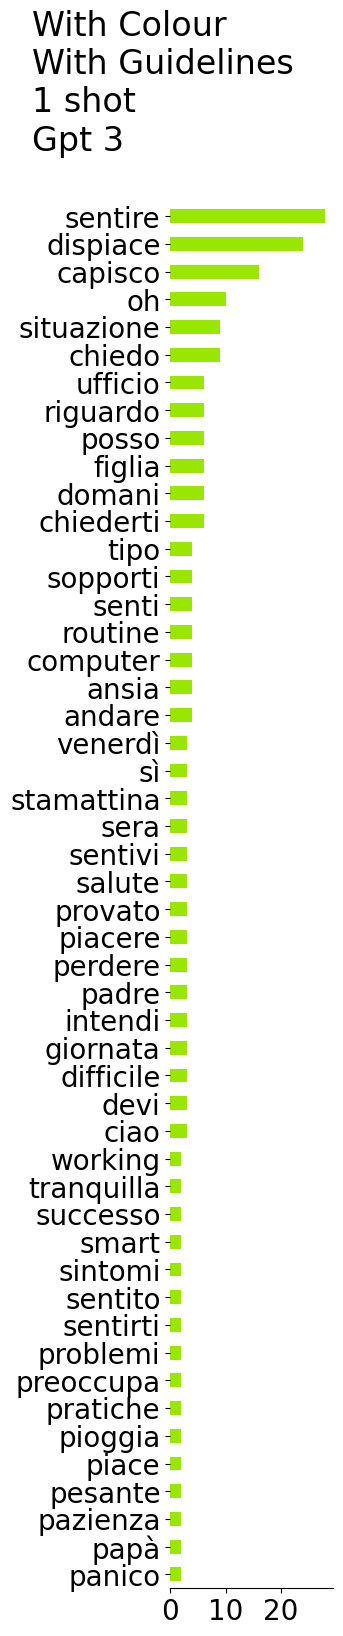 With Colour
With Guidelines
1 shot
Gpt 3
sentire
dispiace
capisco
oh
situazione
chiedo
ufficio
riguardo
posso
figlia
domani
chiederti
tipo
sopporti
senti
routine
computer
ansia
andare
venerdì
sì
stamattina
sera
sentivi
salute
provato
piacere
perdere
padre
intendi
giornata
difficile
devi
ciao
working
tranquilla
successo
smart
sintomi
sentito
sentirti
problemi
preoccupa
pratiche
pioggia
piace
pesante
pazienza
papà
panico
0 10 20